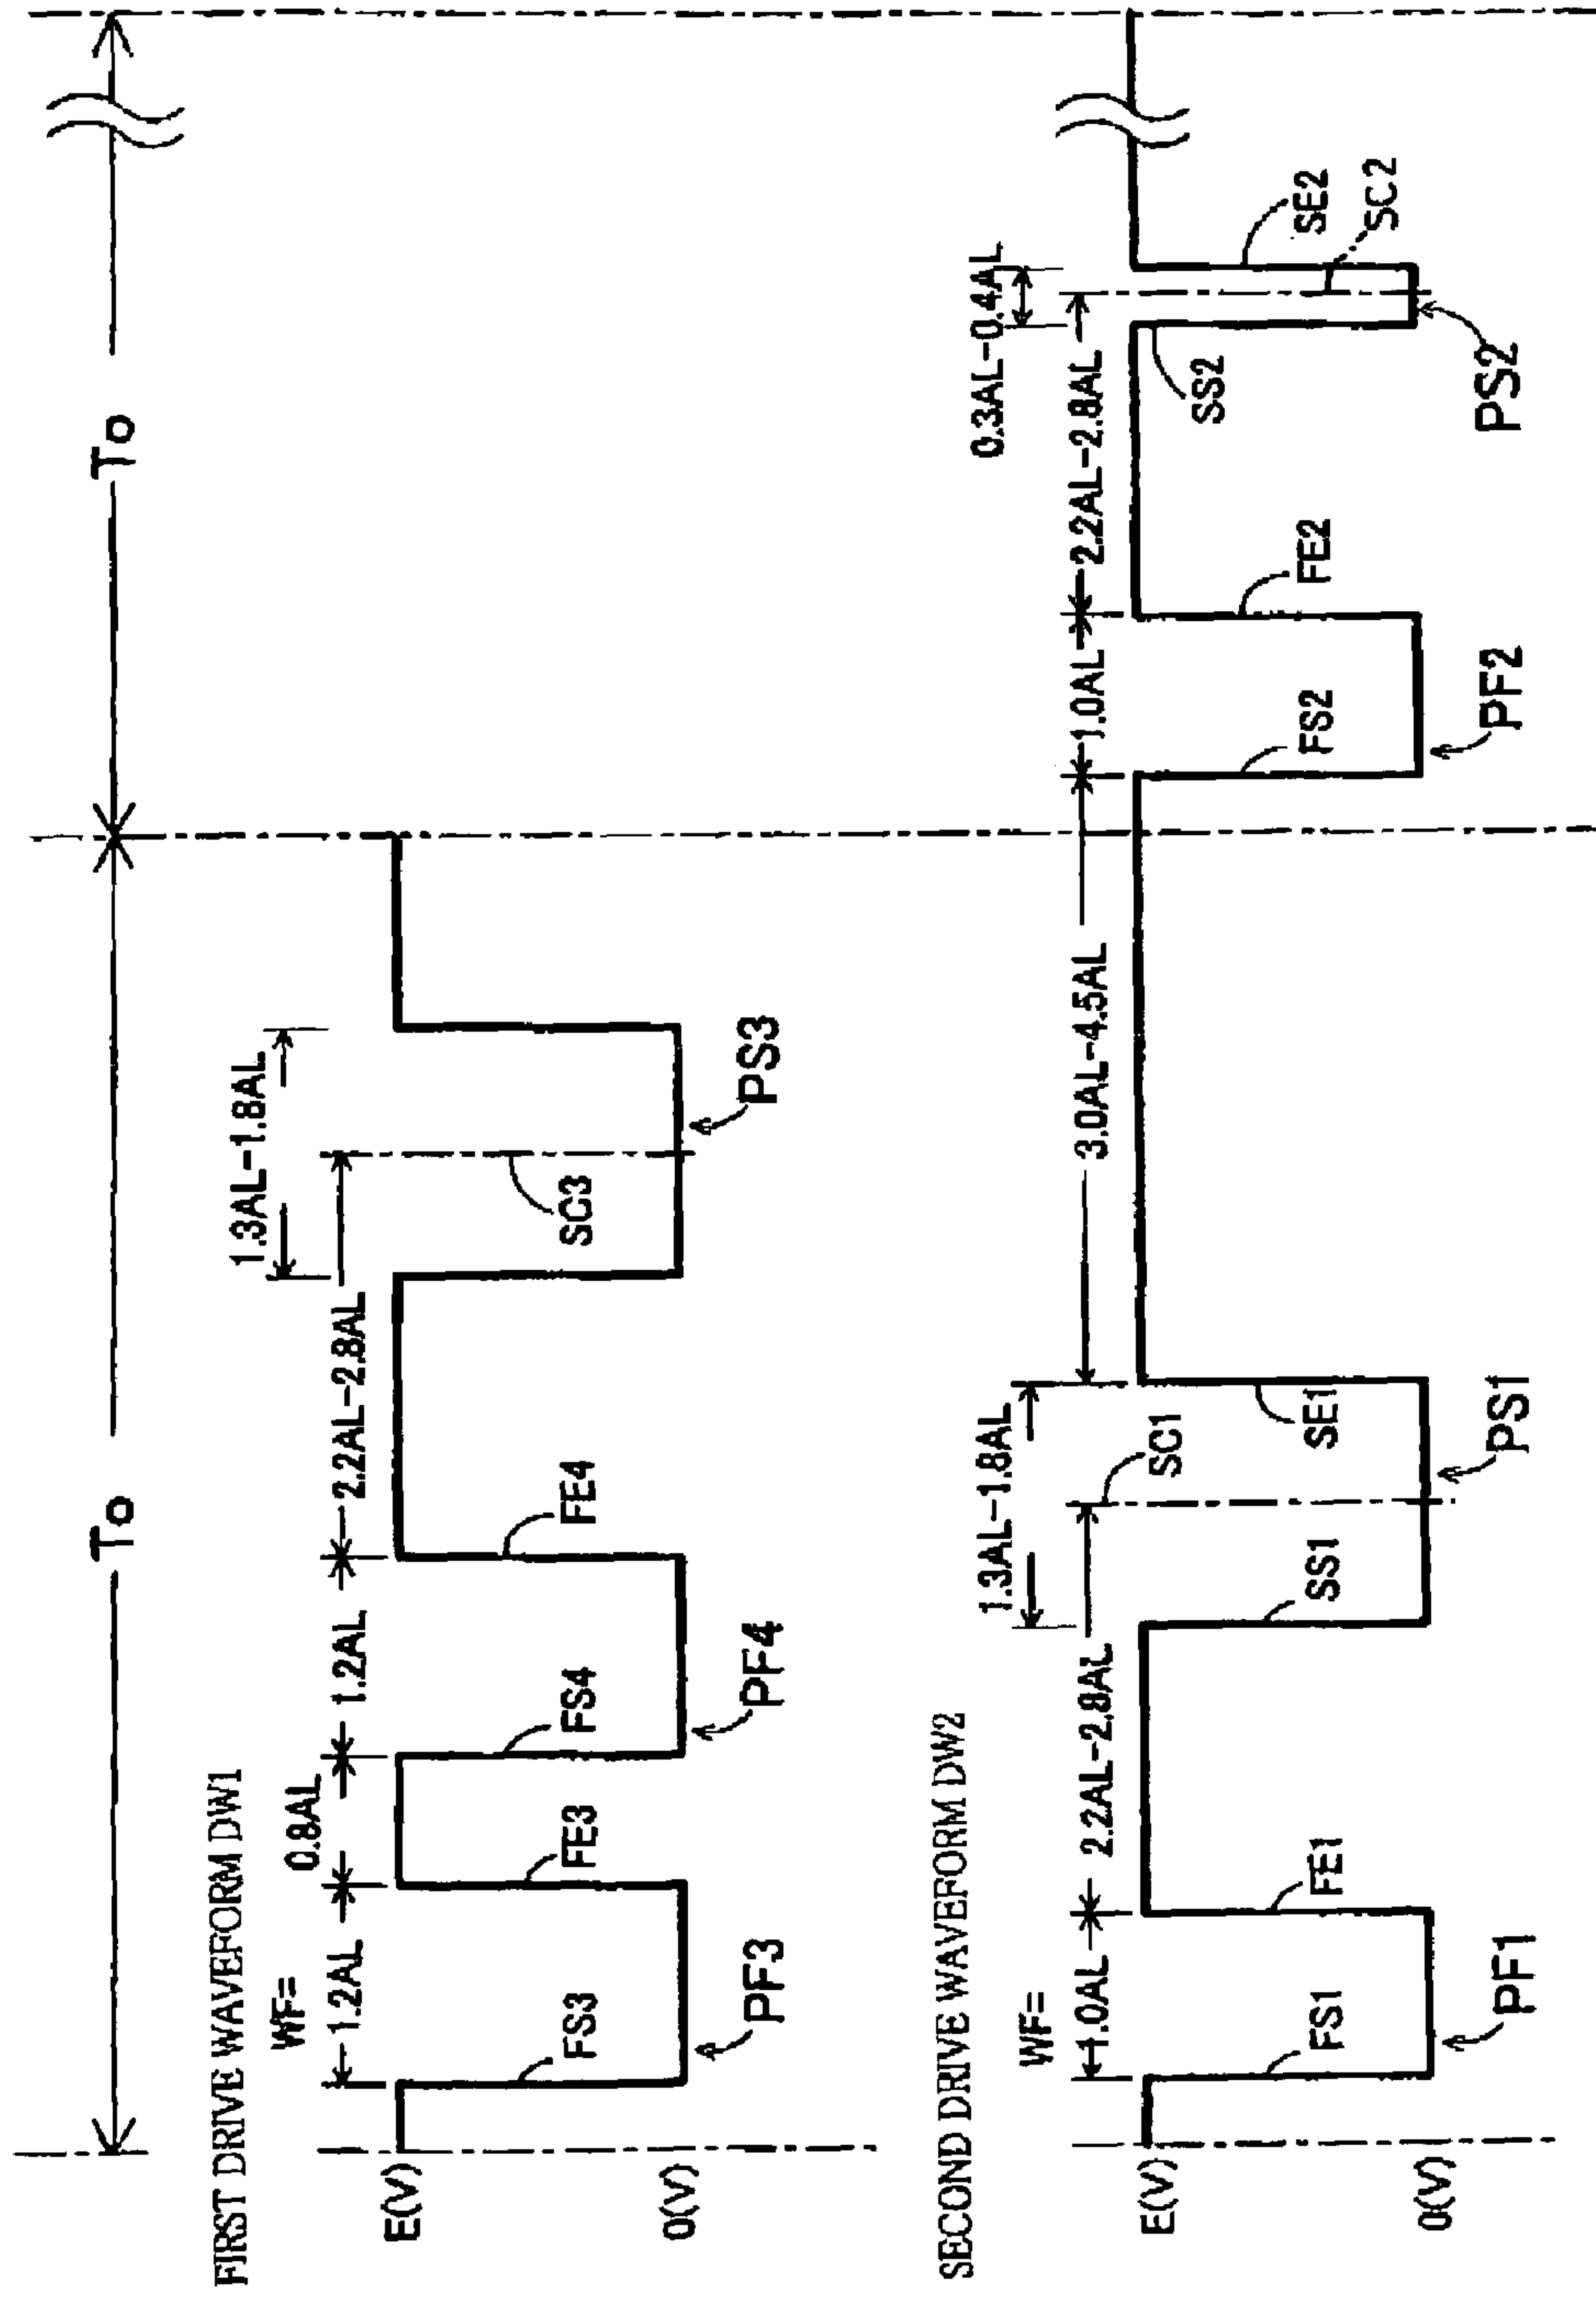 To
To
FIRST DRIVE WAVEFORM DW1
WF=
1.2AL
0.8AL
1.2AL
2.2AL-2.8AL
1.3AL-1.8AL
E(V)
0(V)
FS3
FE3
FS4
FE4
SC3
PF3
PF4
PS3
SECOND DRIVE WAVEFORM DW2
WF=
1.0AL
2.2AL-2.8AL
1.3AL-1.8AL
3.0AL-4.5AL
1.0AL
2.2AL-2.8AL
0.3AL-0.4AL
E(V)
0(V)
FS1
FE1
SS1
SC1
SE1
FS2
FE2
SS2
SE2
SC2
PF1
PS1
PF2
PS2